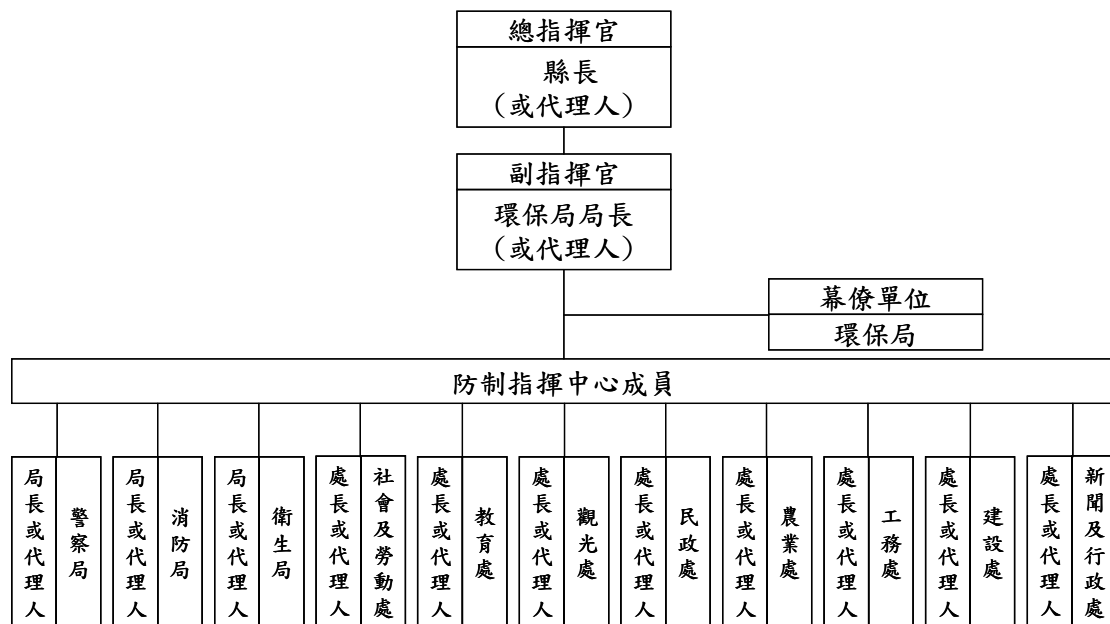 總指揮官
縣長
(或代理人)
副指揮官
環保局局長
(或代理人)
幕僚單位
環保局
防制指揮中心成員
局長或代理人
警察局
局長或代理人
消防局
局長或代理人
衛生局
處長或代理人
社會及勞動處
處長或代理人
教育處
處長或代理人
觀光處
處長或代理人
民政處
處長或代理人
農業處
處長或代理人
工務處
處長或代理人
建設處
處長或代理人
新聞及行政處